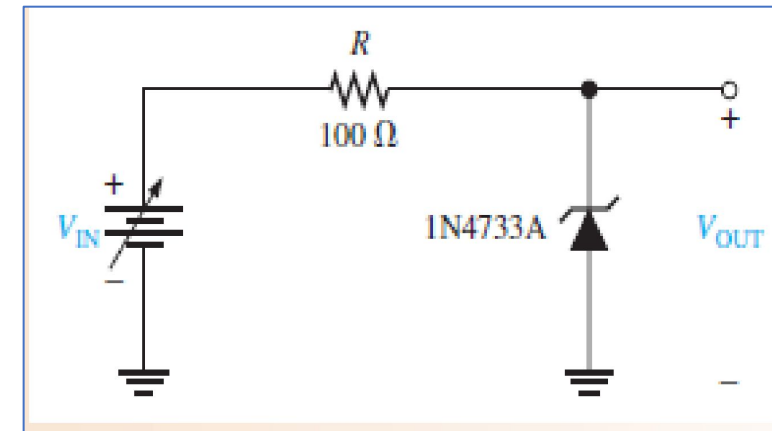 R
100 Ω
+
+
V_IN
1N4733A
V_OUT
−
−